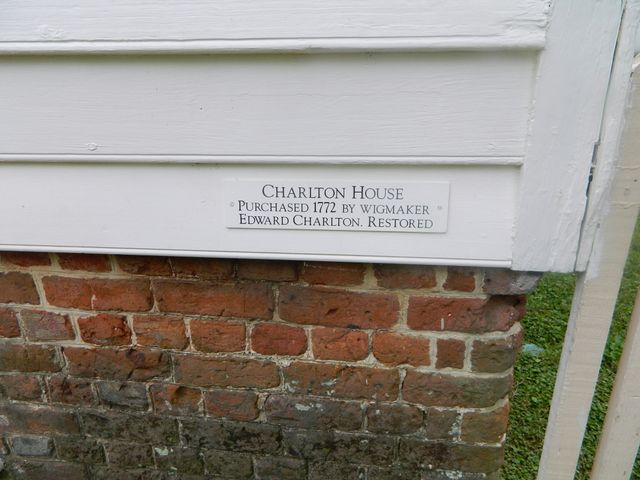 CHARLTON HOUSE
PURCHASED 1772 BY WIGMAKER
EDWARD CHARLTON. RESTORED